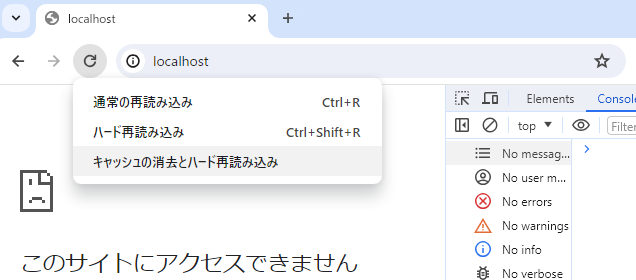 localhost
localhost
通常の再読み込み Ctrl+R
ハード再読み込み Ctrl+Shift+R
キャッシュの消去とハード再読み込み
このサイトにアクセスできません
Elements Console
top Filter
No messag...
No user m...
No errors
No warnings
No info
No verbose